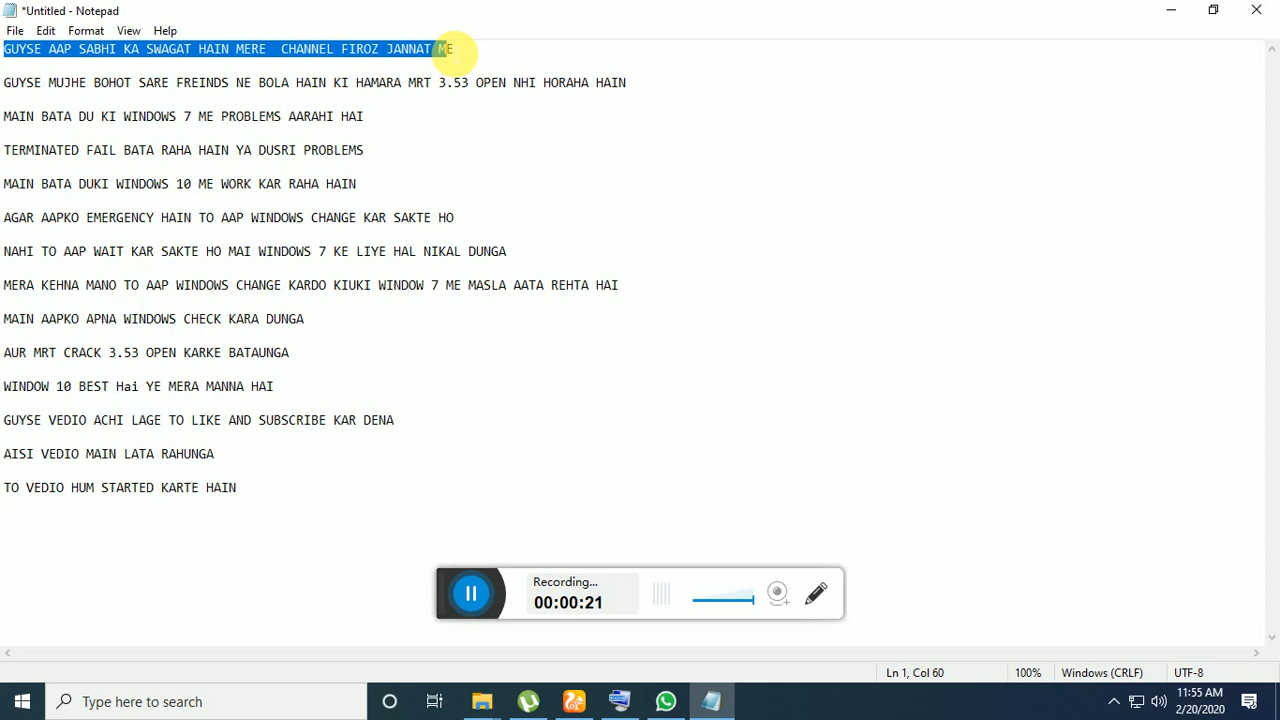 *Untitled - Notepad
File Edit Format View Help
GUYSE AAP SABHI KA SWAGAT HAIN MERE  CHANNEL FIROZ JANNAT ME
GUYSE MUJHE BOHOT SARE FREINDS NE BOLA HAIN KI HAMARA MRT 3.53 OPEN NHI HORAHA HAIN
MAIN BATA DU KI WINDOWS 7 ME PROBLEMS AARAHI HAI
TERMINATED FAIL BATA RAHA HAIN YA DUSRI PROBLEMS
MAIN BATA DUKI WINDOWS 10 ME WORK KAR RAHA HAIN
AGAR AAPKO EMERGENCY HAIN TO AAP WINDOWS CHANGE KAR SAKTE HO
NAHI TO AAP WAIT KAR SAKTE HO MAI WINDOWS 7 KE LIYE HAL NIKAL DUNGA
MERA KEHNA MANO TO AAP WINDOWS CHANGE KARDO KIUKI WINDOW 7 ME MASLA AATA REHTA HAI
MAIN AAPKO APNA WINDOWS CHECK KARA DUNGA
AUR MRT CRACK 3.53 OPEN KARKE BATAUNGA
WINDOW 10 BEST Hai YE MERA MANNA HAI
GUYSE VEDIO ACHI LAGE TO LIKE AND SUBSCRIBE KAR DENA
AISI VEDIO MAIN LATA RAHUNGA
TO VEDIO HUM STARTED KARTE HAIN
Recording...
00:00:21
Ln 1, Col 60 100% Windows (CRLF) UTF-8
Type here to search
11:55 AM
2/20/2020